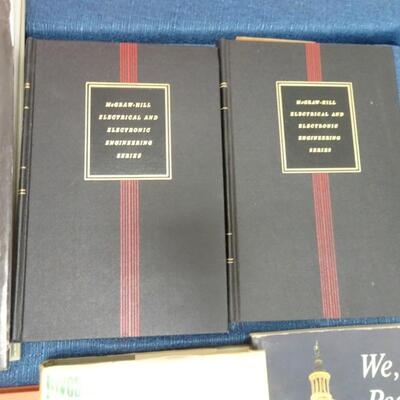 McGRAW-HILL
ELECTRICAL AND
ELECTRONIC
ENGINEERING
SERIES
McGRAW-HILL
ELECTRICAL AND
ELECTRONIC
ENGINEERING
SERIES
We,